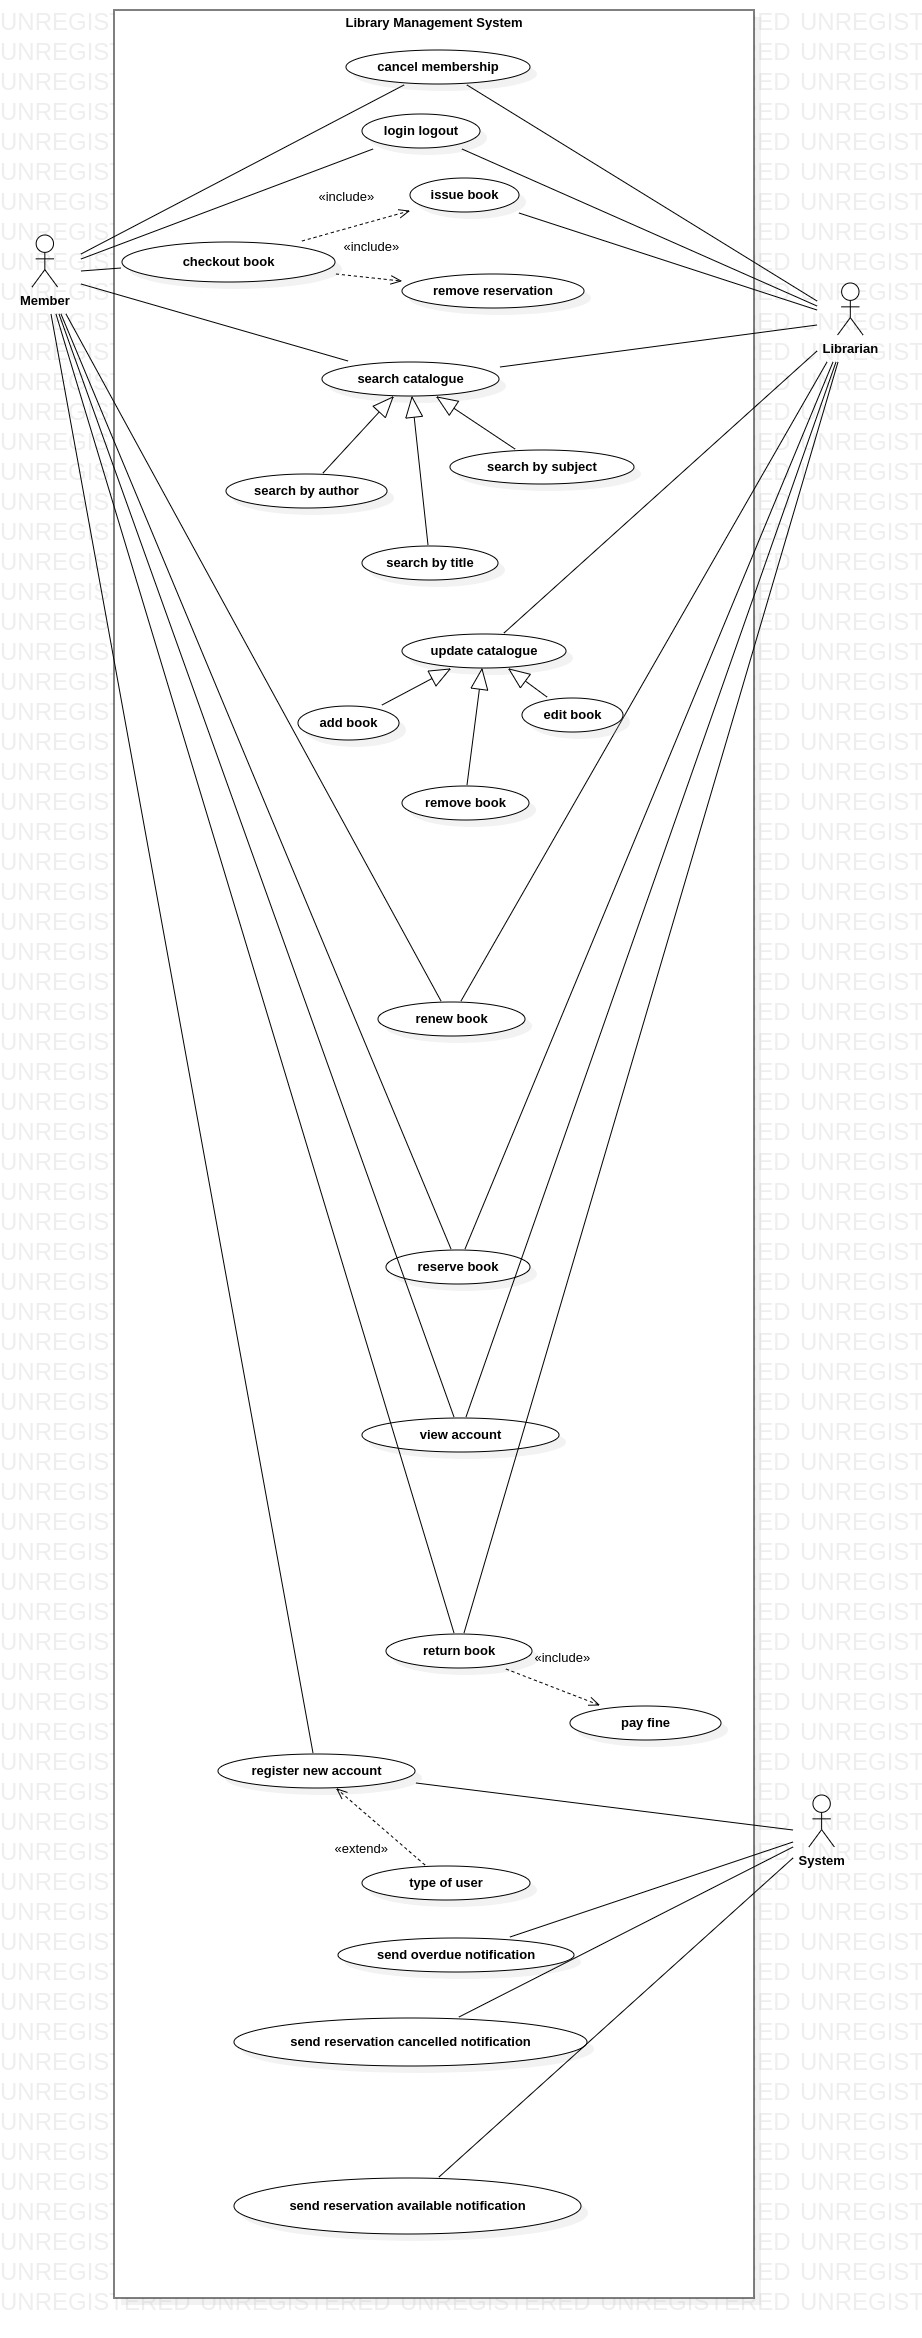 Library Management System
cancel membership
login logout
«include»
issue book
«include»
checkout book
remove reservation
Member
Librarian
search catalogue
search by subject
search by author
search by title
update catalogue
add book
edit book
remove book
renew book
reserve book
view account
return book
«include»
pay fine
register new account
«extend»
System
type of user
send overdue notification
send reservation cancelled notification
send reservation available notification
UNREGISTERED UNREGISTERED UNREGISTERED UNREGISTERED UNREGIST